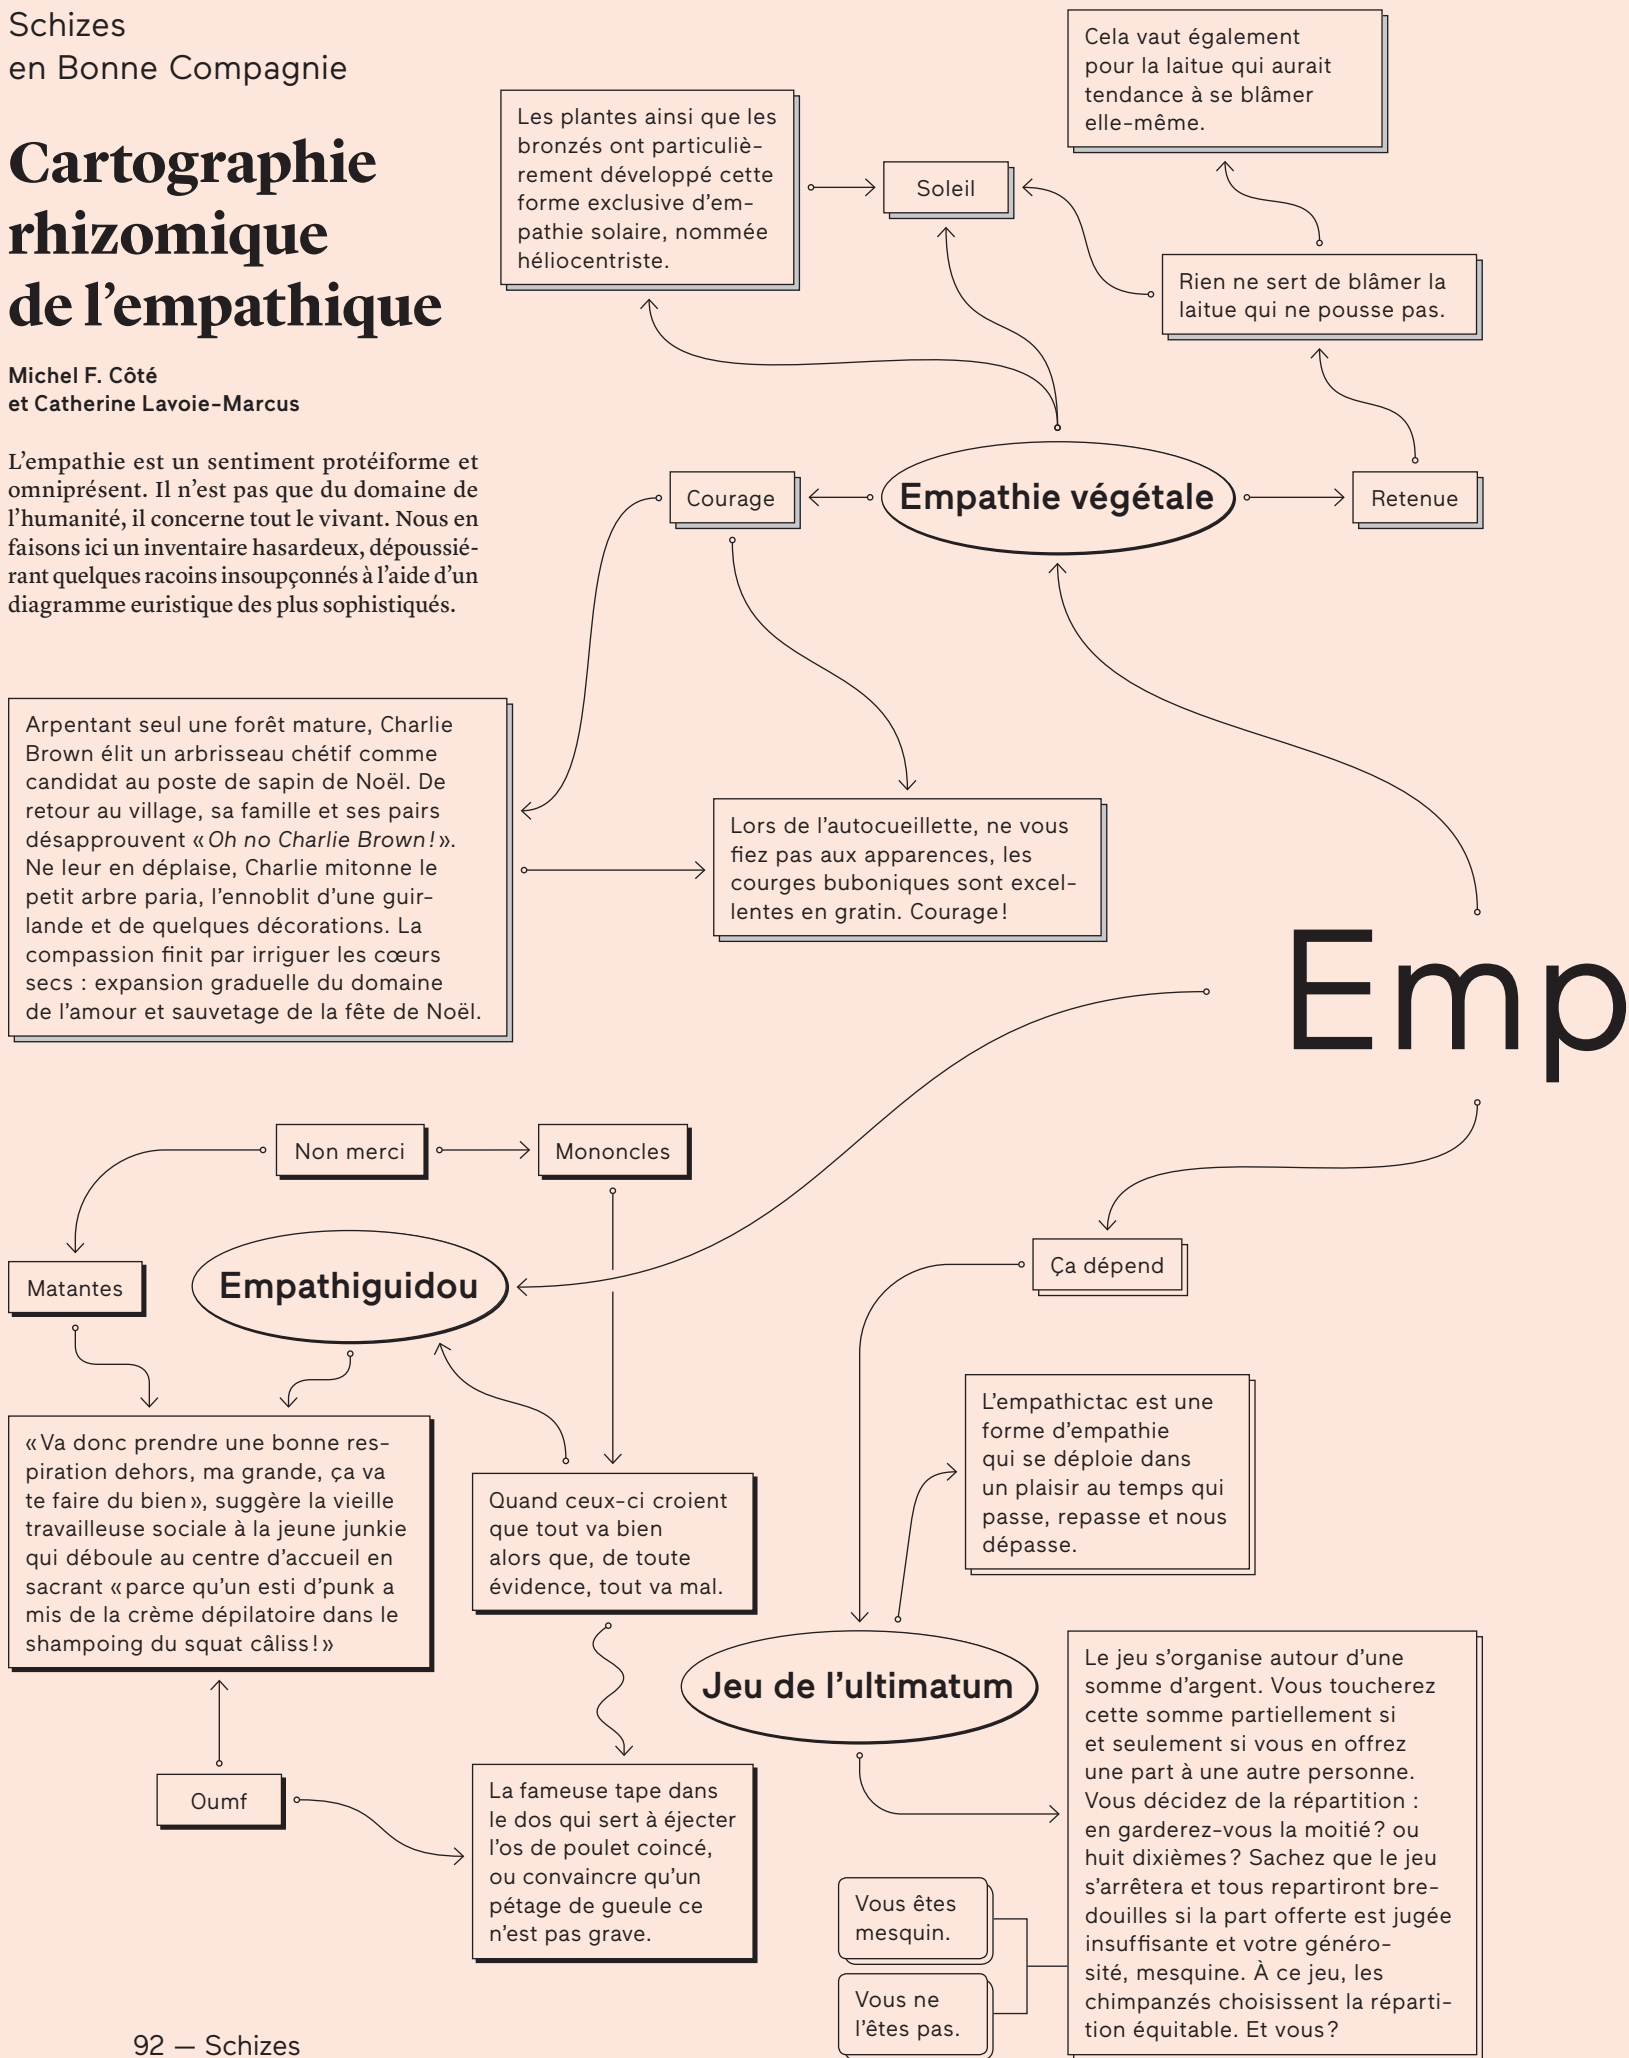 Schizes
en Bonne Compagnie
Cartographie
rhizomique
de l’empathique
Michel F. Côté
et Catherine Lavoie-Marcus
L’empathie est un sentiment protéiforme et
omniprésent. Il n’est pas que du domaine de
l’humanité, il concerne tout le vivant. Nous en
faisons ici un inventaire hasardeux, dépoussié-
rant quelques racoins insoupçonnés à l’aide d’un
diagramme euristique des plus sophistiqués.
Les plantes ainsi que les
bronzés ont particuliè-
rement développé cette
forme exclusive d’em-
pathie solaire, nommée
héliocentriste.
Soleil
Cela vaut également
pour la laitue qui aurait
tendance à se blâmer
elle-même.
Rien ne sert de blâmer la
laitue qui ne pousse pas.
Courage
Empathie végétale
Retenue
Arpentant seul une forêt mature, Charlie
Brown élit un arbrisseau chétif comme
candidat au poste de sapin de Noël. De
retour au village, sa famille et ses pairs
désapprouvent « Oh no Charlie Brown ! ».
Ne leur en déplaise, Charlie mitonne le
petit arbre paria, l’ennoblit d’une guir-
lande et de quelques décorations. La
compassion finit par irriguer les cœurs
secs : expansion graduelle du domaine
de l’amour et sauvetage de la fête de Noël.
Lors de l’autocueillette, ne vous
fiez pas aux apparences, les
courges buboniques sont excel-
lentes en gratin. Courage !
Emp
Non merci
Mononcles
Matantes
Empathiguidou
Ça dépend
« Va donc prendre une bonne res-
piration dehors, ma grande, ça va
te faire du bien », suggère la vieille
travailleuse sociale à la jeune junkie
qui déboule au centre d’accueil en
sacrant « parce qu’un esti d’punk a
mis de la crème dépilatoire dans le
shampoing du squat câliss ! »
Quand ceux-ci croient
que tout va bien
alors que, de toute
évidence, tout va mal.
L’empathictac est une
forme d’empathie
qui se déploie dans
un plaisir au temps qui
passe, repasse et nous
dépasse.
Jeu de l’ultimatum
Oumf
La fameuse tape dans
le dos qui sert à éjecter
l’os de poulet coincé,
ou convaincre qu’un
pétage de gueule ce
n’est pas grave.
Le jeu s’organise autour d’une
somme d’argent. Vous toucherez
cette somme partiellement si
et seulement si vous en offrez
une part à une autre personne.
Vous décidez de la répartition :
en garderez-vous la moitié ? ou
huit dixièmes ? Sachez que le jeu
s’arrêtera et tous repartiront bre-
douilles si la part offerte est jugée
insuffisante et votre généro-
sité, mesquine. À ce jeu, les
chimpanzés choisissent la réparti-
tion équitable. Et vous ?
Vous êtes
mesquin.
Vous ne
l’êtes pas.
92 — Schizes